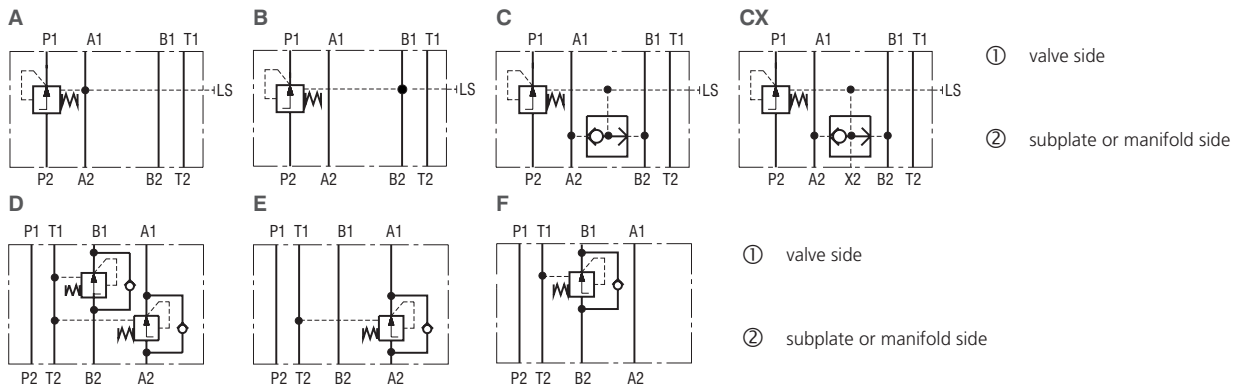 A B C CX
P1 A1 B1 T1 P1 A1 B1 T1 P1 A1 B1 T1 P1 A1 B1 T1
① valve side
LS LS LS LS
② subplate or manifold side
P2 A2 B2 T2 P2 A2 B2 T2 P2 A2 B2 T2 P2 A2 X2 B2 T2
D E F
P1 T1 B1 A1 P1 T1 B1 A1 P1 T1 B1 A1
① valve side
② subplate or manifold side
P2 T2 B2 A2 P2 T2 B2 A2 P2 T2 B2 A2